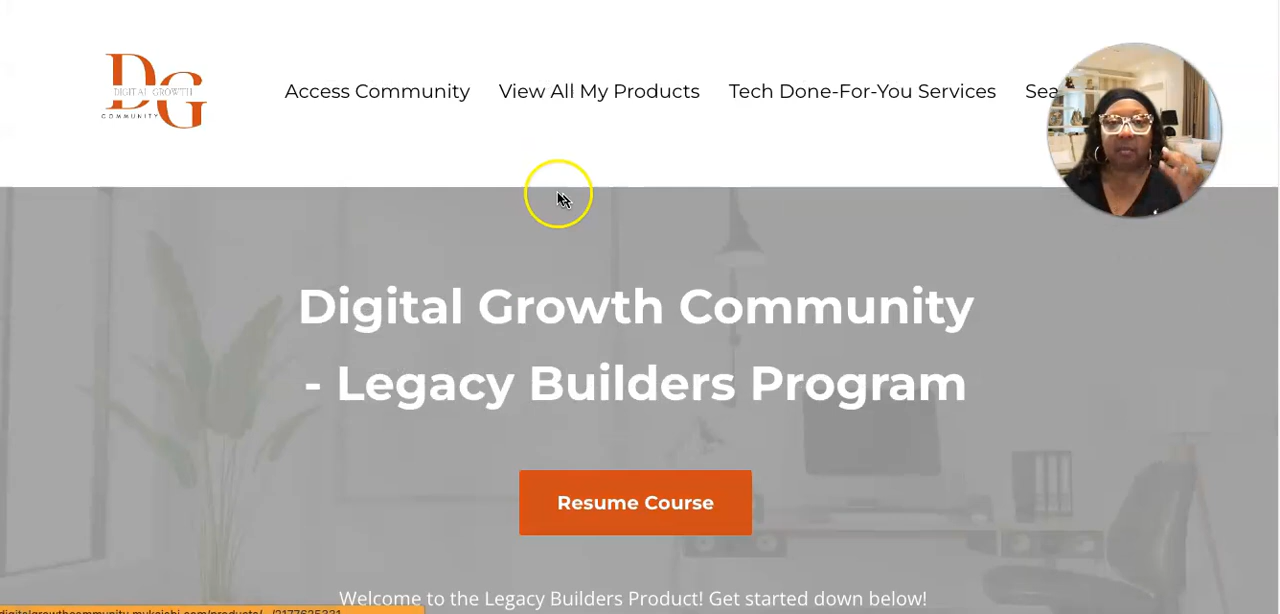 DG
DIGITAL GROWTH
COMMUNITY
Access Community
View All My Products
Tech Done-For-You Services
Digital Growth Community
- Legacy Builders Program
Resume Course
Welcome to the Legacy Builders Product! Get started down below!